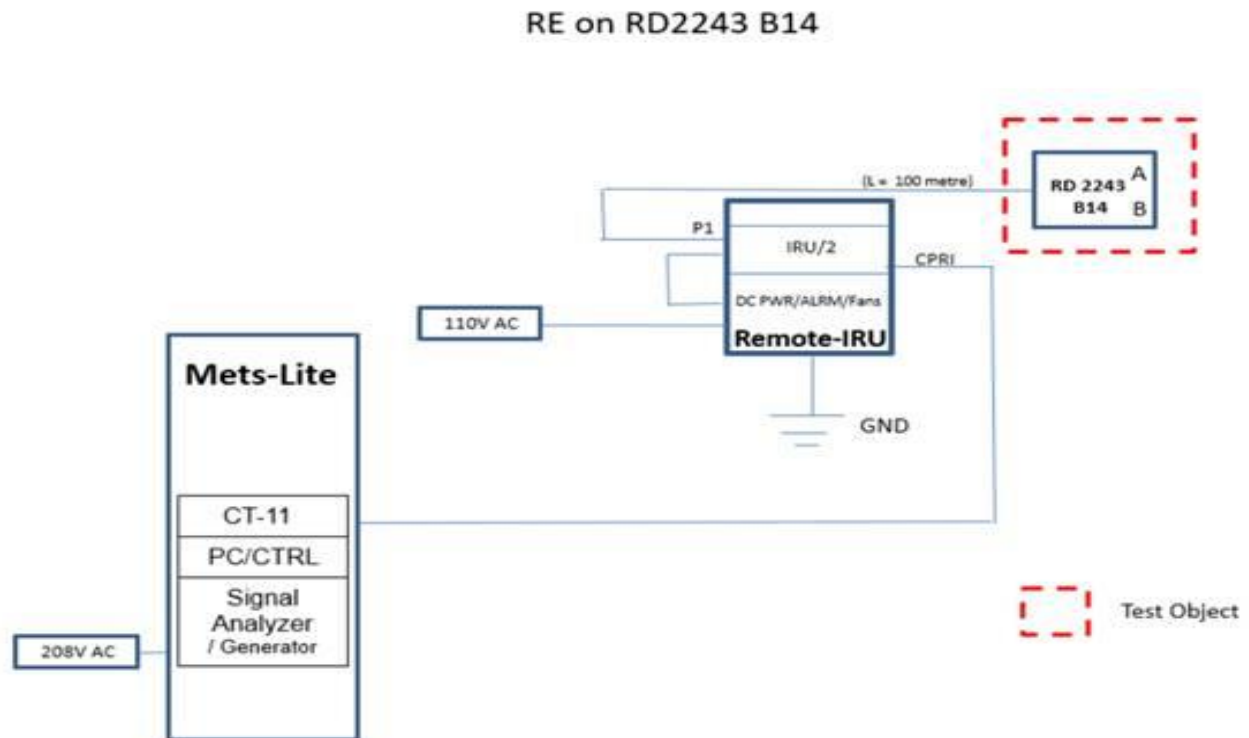 RE on RD2243 B14
(L = 100 metre)
RD 2243 A
B14 B
P1
IRU/2
CPRI
DC PWR/ALRM/Fans
110V AC
Remote-IRU
Mets-Lite
GND
CT-11
PC/CTRL
Signal
Analyzer
/ Generator
208V AC
Test Object